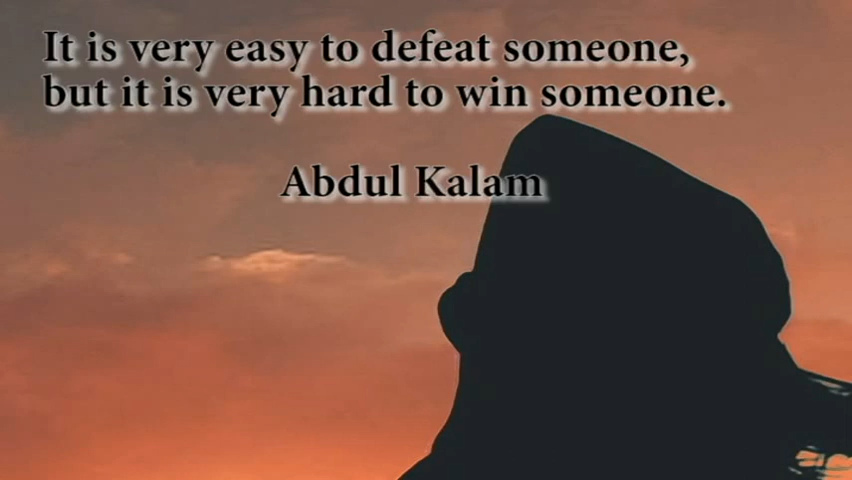 It is very easy to defeat someone,
but it is very hard to win someone.
Abdul Kalam